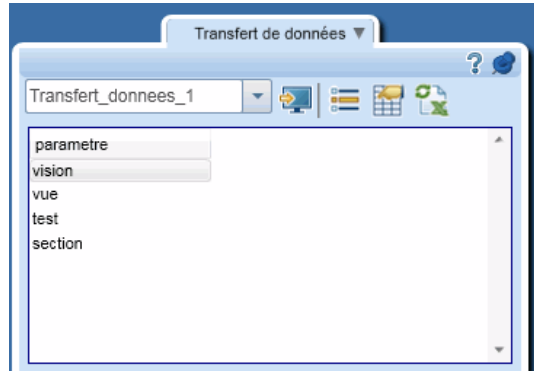 Transfert de données ▼
?
Transfert_donnees_1
parametre
vision
vue
test
section